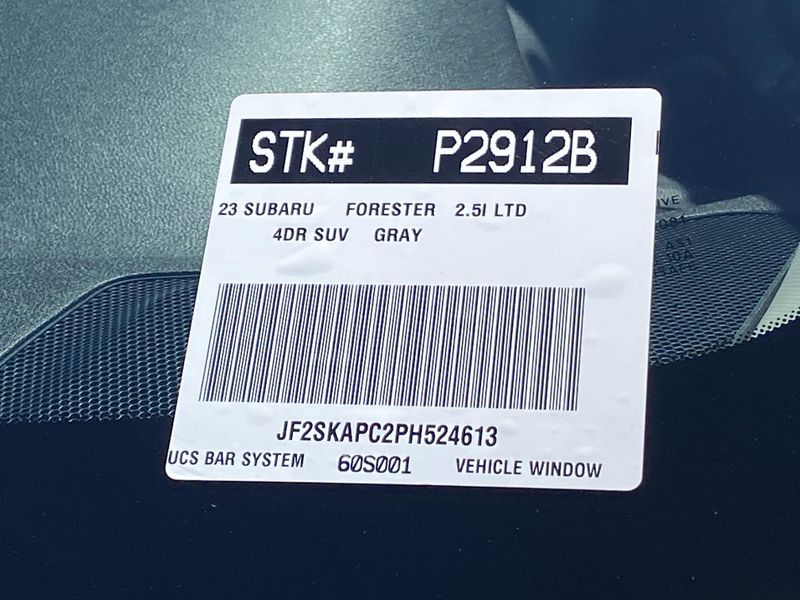 STK# P2912B
23 SUBARU FORESTER 2.5I LTD
4DR SUV GRAY
JF2SKAPC2PH524613
UCS BAR SYSTEM 60S001 VEHICLE WINDOW